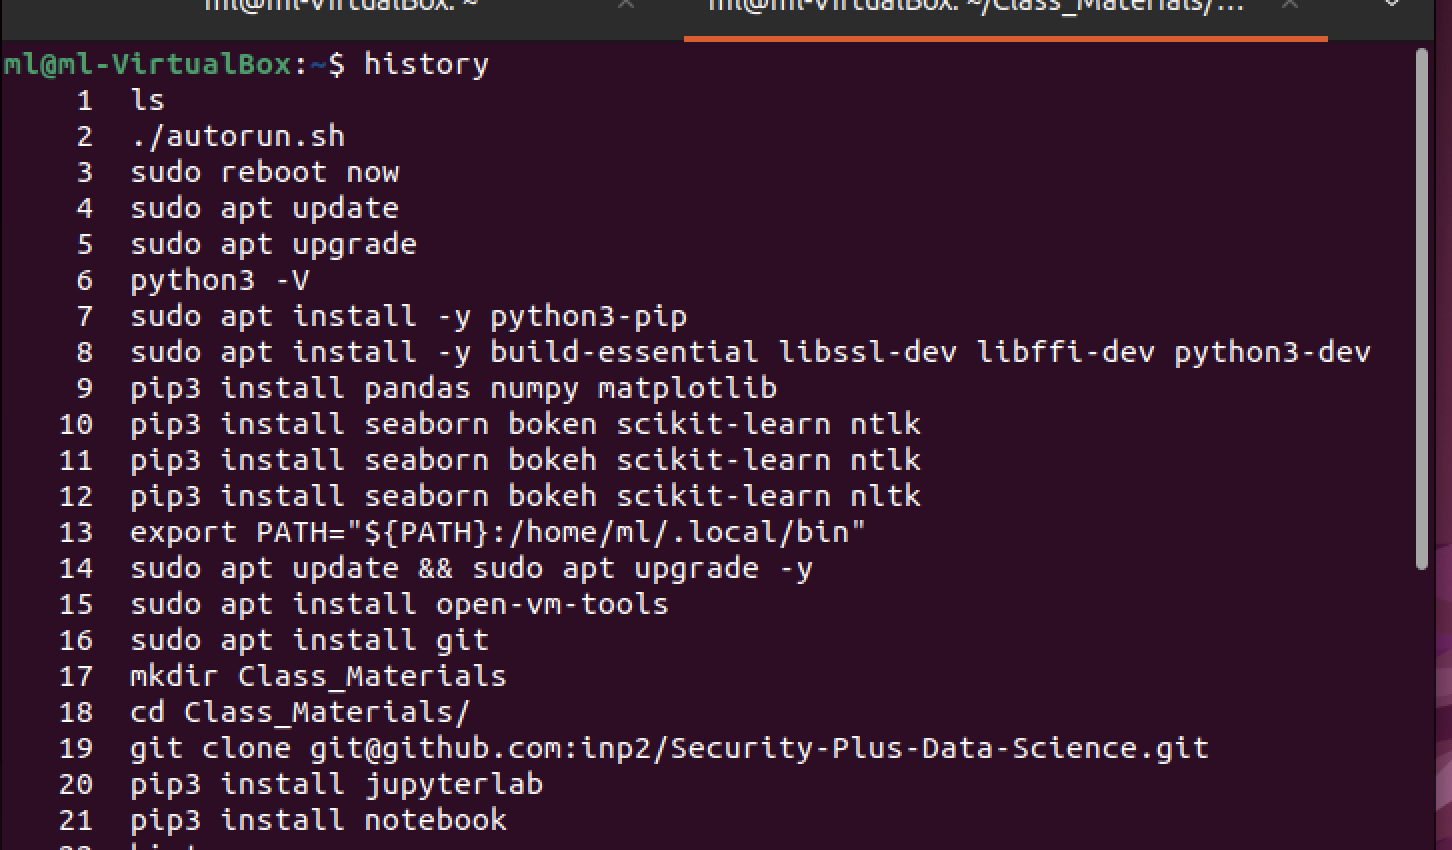 ml@ml-VirtualBox: ~
ml@ml-VirtualBox: ~/Class_Materials/...
ml@ml-VirtualBox:~$ history
1 ls
2 ./autorun.sh
3 sudo reboot now
4 sudo apt update
5 sudo apt upgrade
6 python3 -V
7 sudo apt install -y python3-pip
8 sudo apt install -y build-essential libssl-dev libffi-dev python3-dev
9 pip3 install pandas numpy matplotlib
10 pip3 install seaborn boken scikit-learn ntlk
11 pip3 install seaborn bokeh scikit-learn ntlk
12 pip3 install seaborn bokeh scikit-learn nltk
13 export PATH="${PATH}:/home/ml/.local/bin"
14 sudo apt update && sudo apt upgrade -y
15 sudo apt install open-vm-tools
16 sudo apt install git
17 mkdir Class_Materials
18 cd Class_Materials/
19 git clone git@github.com:inp2/Security-Plus-Data-Science.git
20 pip3 install jupyterlab
21 pip3 install notebook